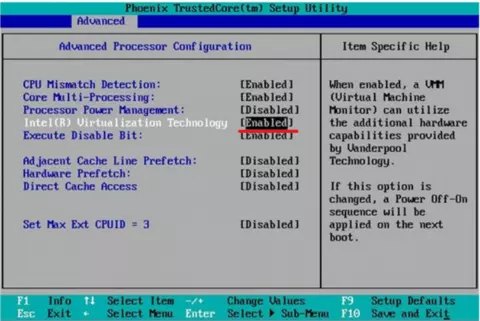 Phoenix TrustedCore(tm) Setup Utility
Advanced
Advanced Processor Configuration
Item Specific Help
CPU Mismatch Detection: [Enabled]
Core Multi-Processing: [Enabled]
Processor Power Management: [Disabled]
Intel(R) Virtualization Technology [Enabled]
Execute Disable Bit: [Enabled]
Adjacent Cache Line Prefetch: [Disabled]
Hardware Prefetch: [Disabled]
Direct Cache Access [Disabled]
Set Max Ext CPUID = 3 [Disabled]
When enabled, a VMM
(Virtual Machine
Monitor) can utilize
the additional hardware
capabilities provided
by Vanderpool
Technology.
If this option is
changed, a Power Off-On
sequence will be
applied on the next
boot.
F1 Info ↑↓ Select Item -/+ Change Values F9 Setup Defaults
Esc Exit ← Select Menu Enter Select ▶ Sub-Menu F10 Save and Exit